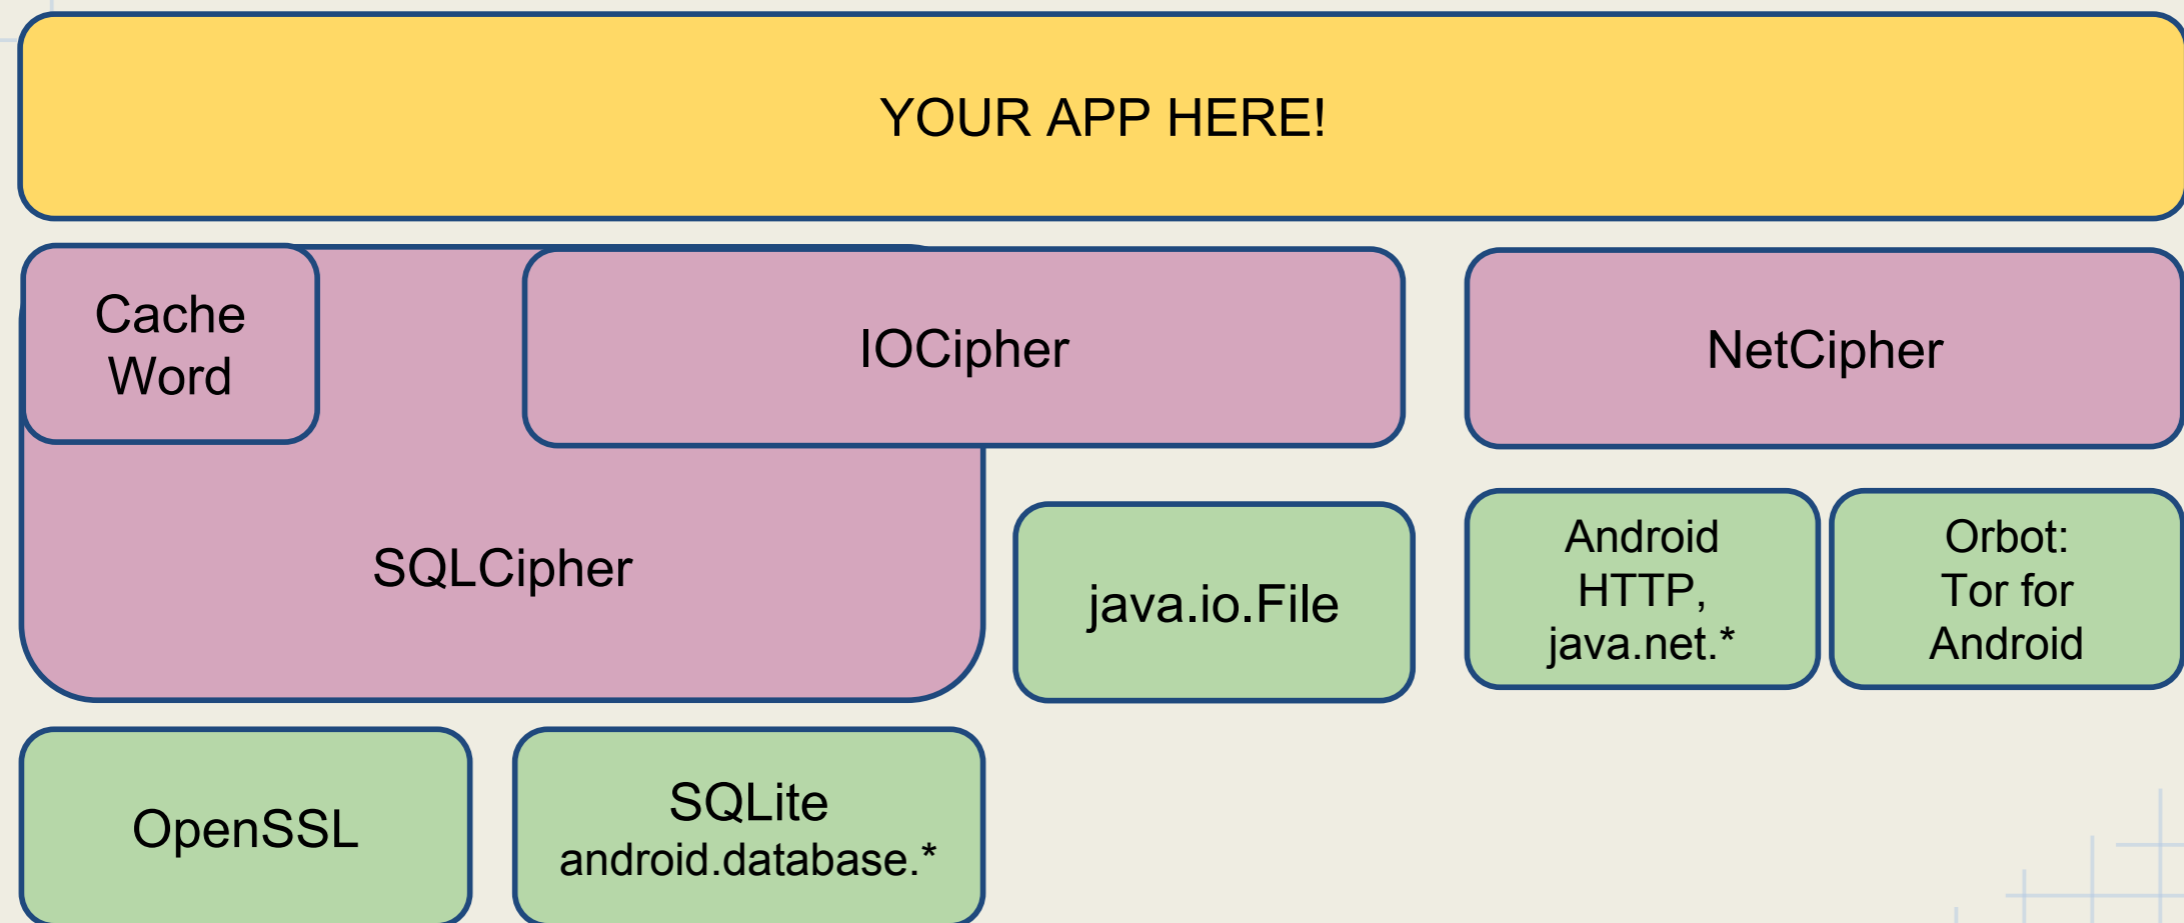 YOUR APP HERE!
Cache
Word
IOCipher
NetCipher
SQLCipher
java.io.File
Android
HTTP,
java.net.*
Orbot:
Tor for
Android
OpenSSL
SQLite
android.database.*